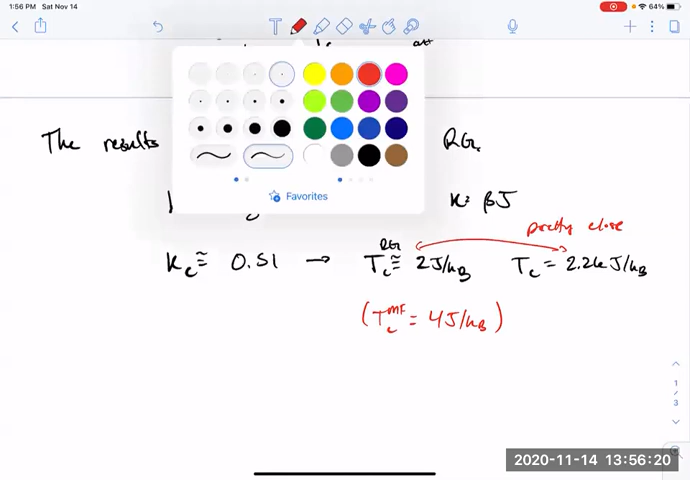 1:56 PM Sat Nov 14
64%
T
The results
RG.
K = βJ
pretty close
K_c ≅ 0.51 → T_c^RG ≅ 2J/k_B T_c = 2.26 J/k_B
(T_c^MF = 4J/k_B)
Favorites
1
/
3
2020-11-14 13:56:20